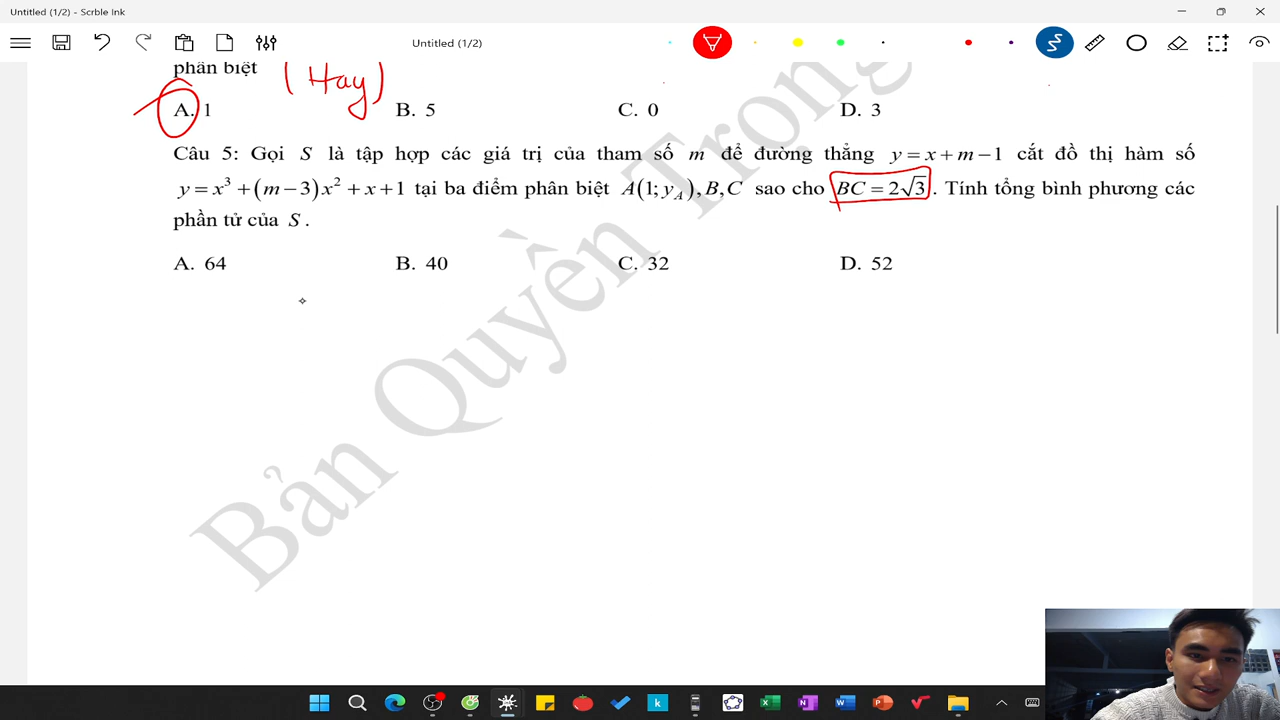 Untitled (1/2) - Scrble Ink
Untitled (1/2)
phân biệt (Hay)
A. 1 B. 5 C. 0 D. 3
Câu 5: Gọi S là tập hợp các giá trị của tham số m để đường thẳng y = x + m − 1 cắt đồ thị hàm số
y = x³ + (m − 3)x² + x + 1 tại ba điểm phân biệt A(1; y_A), B, C sao cho BC = 2√3 . Tính tổng bình phương các
phần tử của S .
A. 64 B. 40 C. 32 D. 52
Bản Quyền Trọng